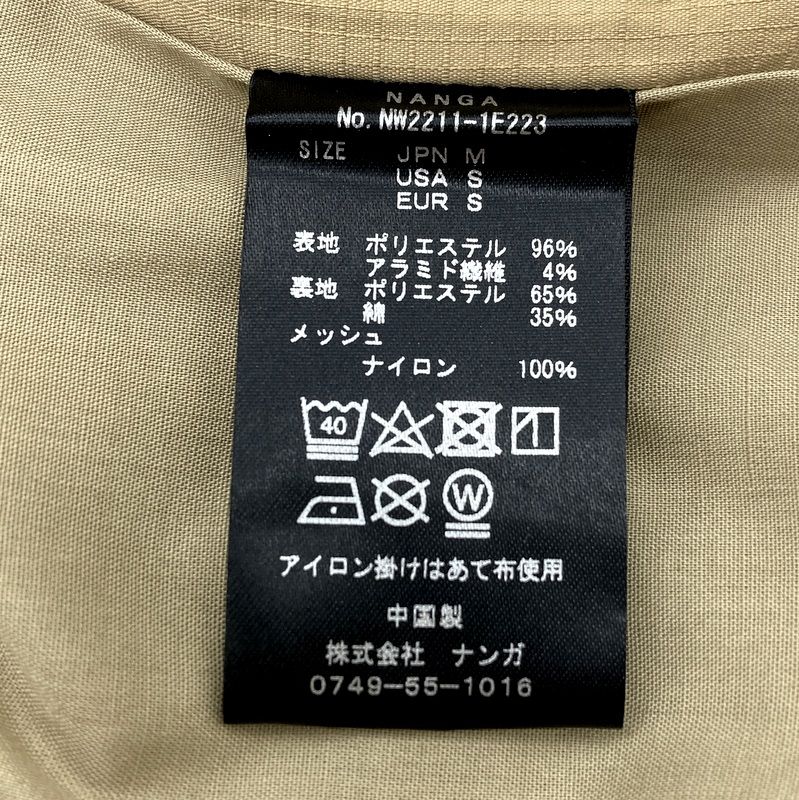 NANGA
No. NW2211-1E223
SIZE JPN M
USA S
EUR S
表地 ポリエステル 96%
アラミド繊維 4%
裏地 ポリエステル 65%
綿 35%
メッシュ
ナイロン 100%
40
W
アイロン掛けはあて布使用
中国製
株式会社 ナンガ
0749-55-1016